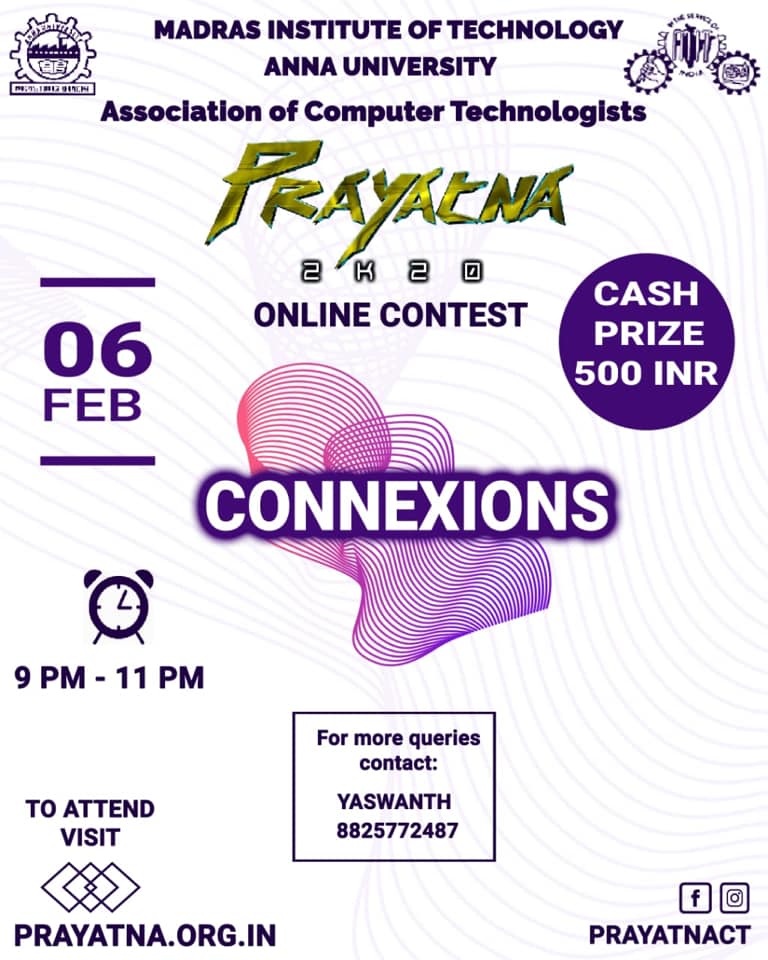 MADRAS INSTITUTE OF TECHNOLOGY
ANNA UNIVERSITY
Association of Computer Technologists
PRAYATNA
2K20
ONLINE CONTEST
06
FEB
CASH
PRIZE
500 INR
CONNEXIONS
9 PM - 11 PM
For more queries
contact:
YASWANTH
8825772487
TO ATTEND
VISIT
PRAYATNA.ORG.IN
PRAYATNACT